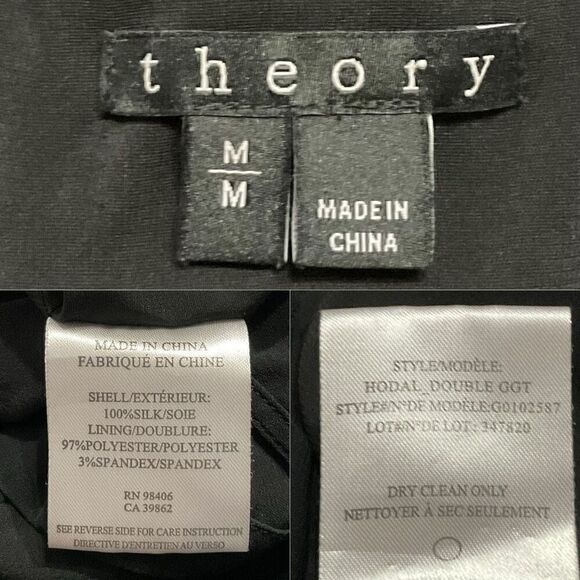 theory
M
M
MADE IN
CHINA
MADE IN CHINA
FABRIQUÉ EN CHINE
SHELL/EXTÉRIEUR:
100%SILK/SOIE
LINING/DOUBLURE:
97%POLYESTER/POLYESTER
3%SPANDEX/SPANDEX
RN 98406
CA 39862
SEE REVERSE SIDE FOR CARE INSTRUCTION
DIRECTIVE D'ENTRETIEN AU VERSO
STYLE/MODÈLE:
HODAL_DOUBLE GGT
STYLE#/N°DE MODÈLE:G0102587
LOT#/N°DE LOT: 347820
DRY CLEAN ONLY
NETTOYER À SEC SEULEMENT